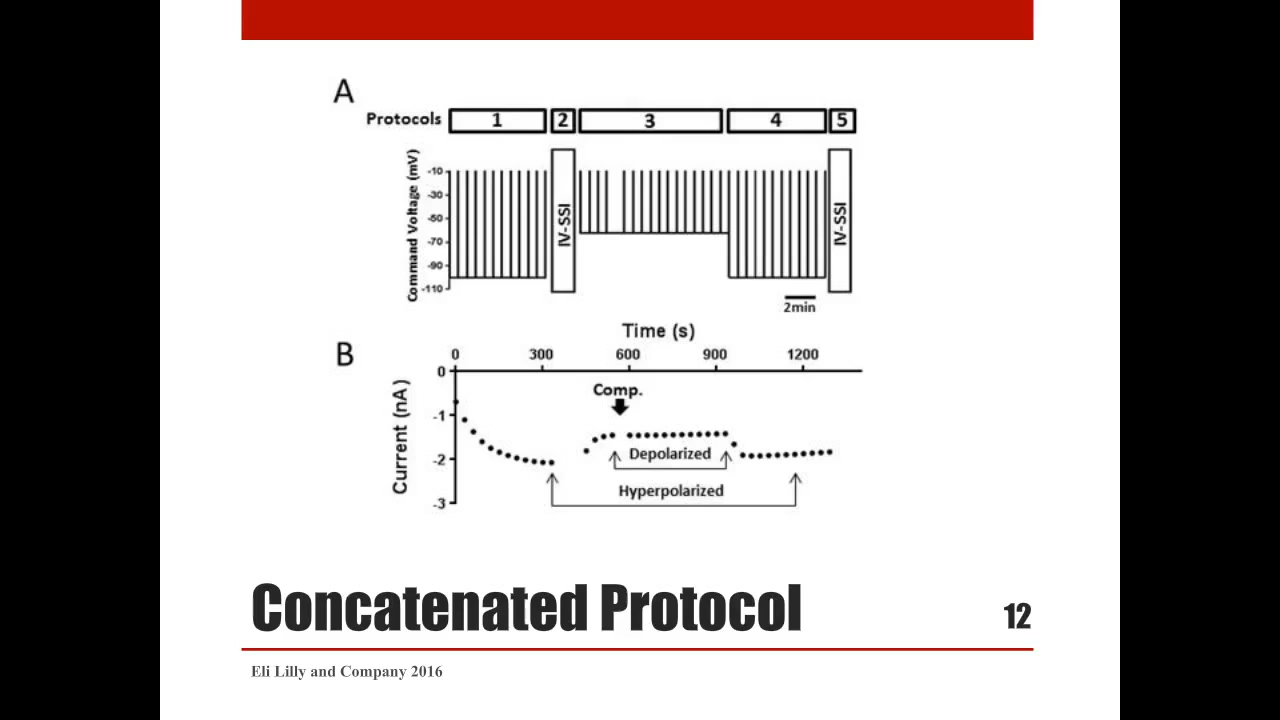 A
Protocols 1 2 3 4 5
Command Voltage (mV)
-10
-30
-50
-70
-90
-110
IV-SSI
IV-SSI
2min
B
Time (s)
0 300 600 900 1200
Current (nA)
0
-1
-2
-3
Comp.
Depolarized
Hyperpolarized
Concatenated Protocol
12
Eli Lilly and Company 2016